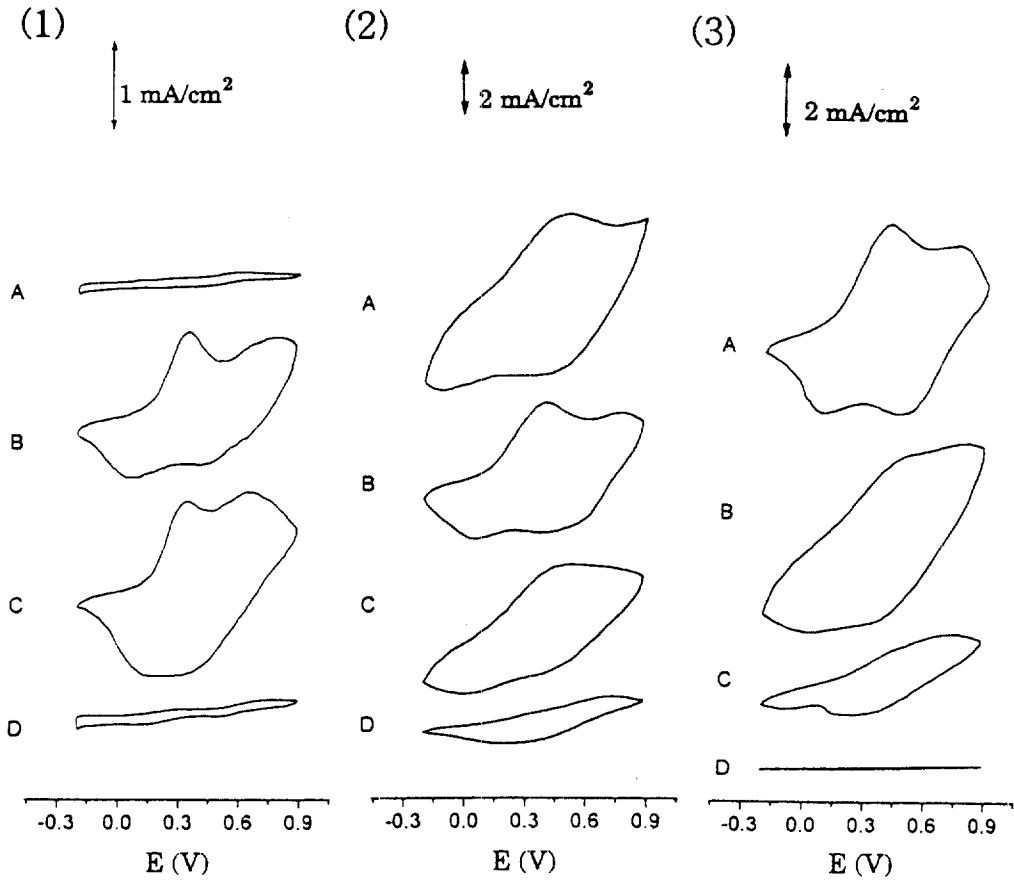 (1)
1 mA/cm²
A
B
C
D
-0.3 0.0 0.3 0.6 0.9
E (V)
(2)
2 mA/cm²
A
B
C
D
-0.3 0.0 0.3 0.6 0.9
E (V)
(3)
2 mA/cm²
A
B
C
D
-0.3 0.0 0.3 0.6 0.9
E (V)